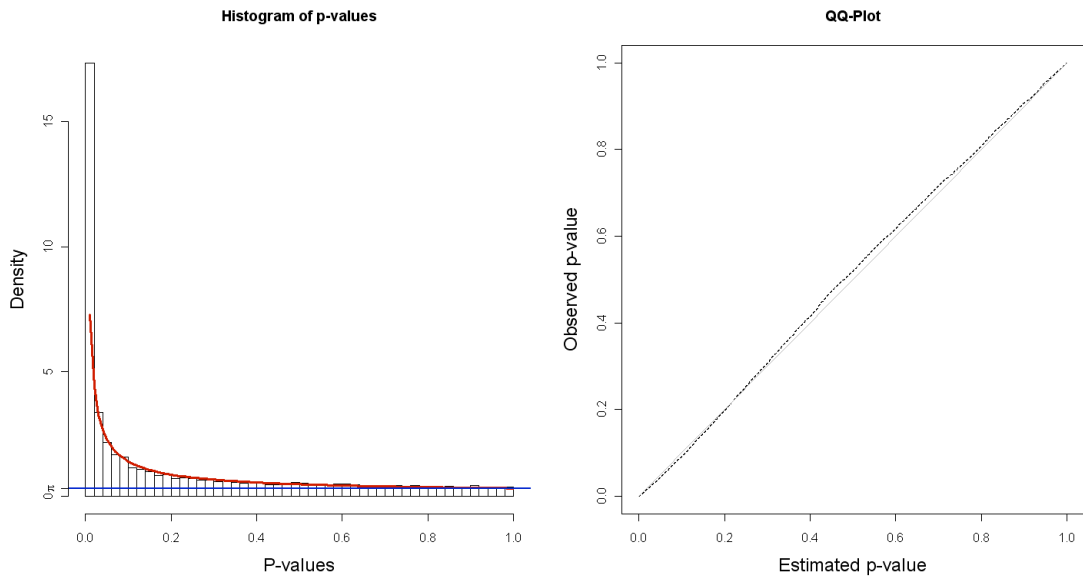 Histogram of p-values
Density
15
10
5
0
π
0.0 0.2 0.4 0.6 0.8 1.0
P-values
QQ-Plot
Observed p-value
1.0
0.8
0.6
0.4
0.2
0.0
0.0 0.2 0.4 0.6 0.8 1.0
Estimated p-value